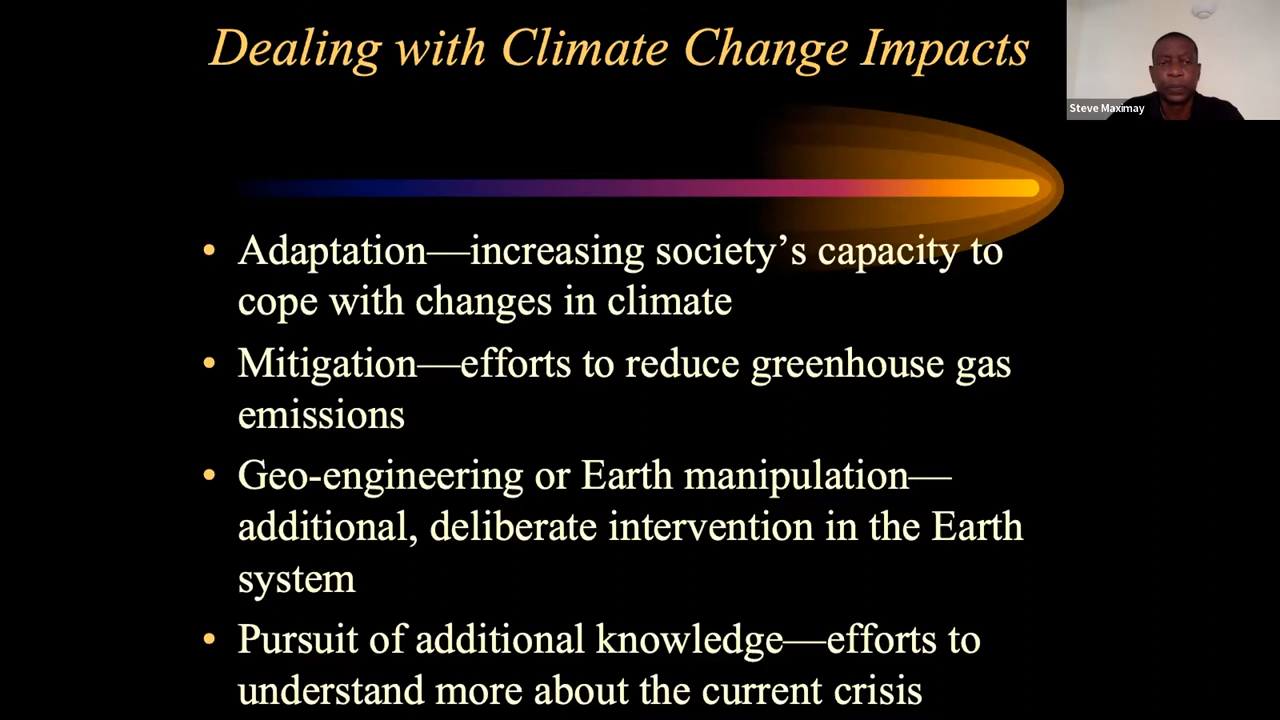 Dealing with Climate Change Impacts
Steve Maximay
• Adaptation—increasing society’s capacity to
cope with changes in climate
• Mitigation—efforts to reduce greenhouse gas
emissions
• Geo-engineering or Earth manipulation—
additional, deliberate intervention in the Earth
system
• Pursuit of additional knowledge—efforts to
understand more about the current crisis